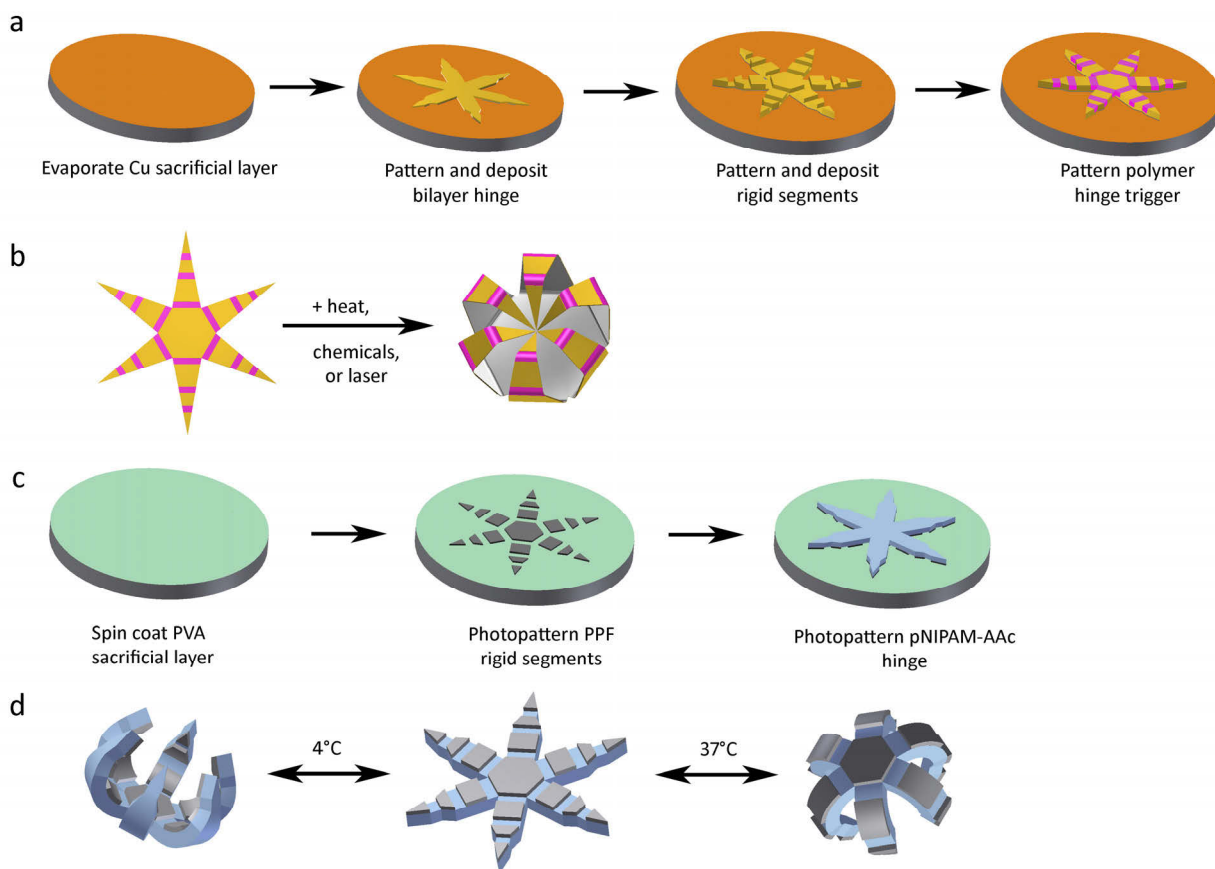 a
Evaporate Cu sacrificial layer
Pattern and deposit
bilayer hinge
Pattern and deposit
rigid segments
Pattern polymer
hinge trigger
b
+ heat,
chemicals,
or laser
c
Spin coat PVA
sacrificial layer
Photopattern PPF
rigid segments
Photopattern pNIPAM-AAc
hinge
d
4°C
37°C